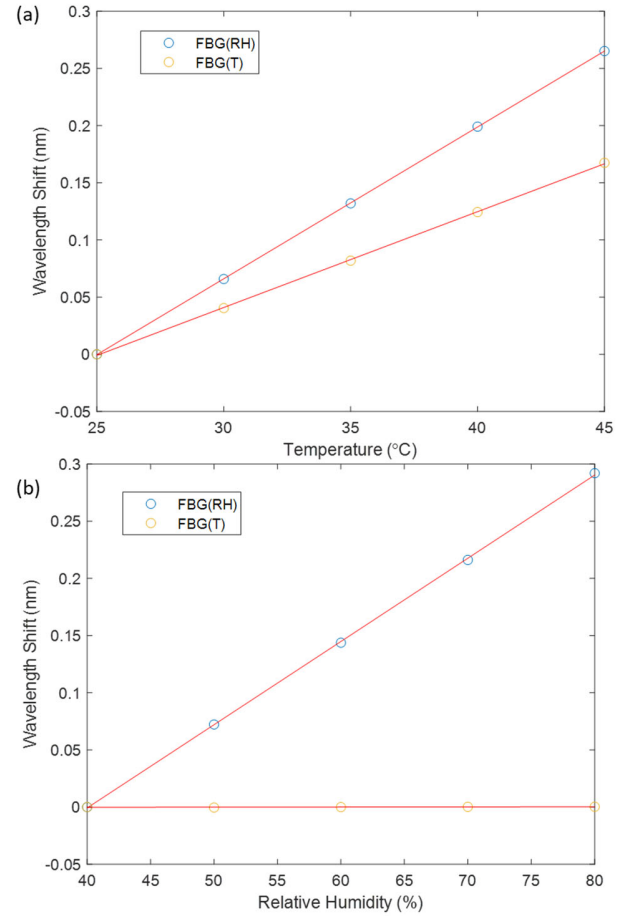 (a)
0.3
0.25
0.2
0.15
0.1
0.05
0
-0.05
Wavelength Shift (nm)
FBG(RH)
FBG(T)
25 30 35 40 45
Temperature (°C)
(b)
0.3
0.25
0.2
0.15
0.1
0.05
0
-0.05
Wavelength Shift (nm)
FBG(RH)
FBG(T)
40 45 50 55 60 65 70 75 80
Relative Humidity (%)